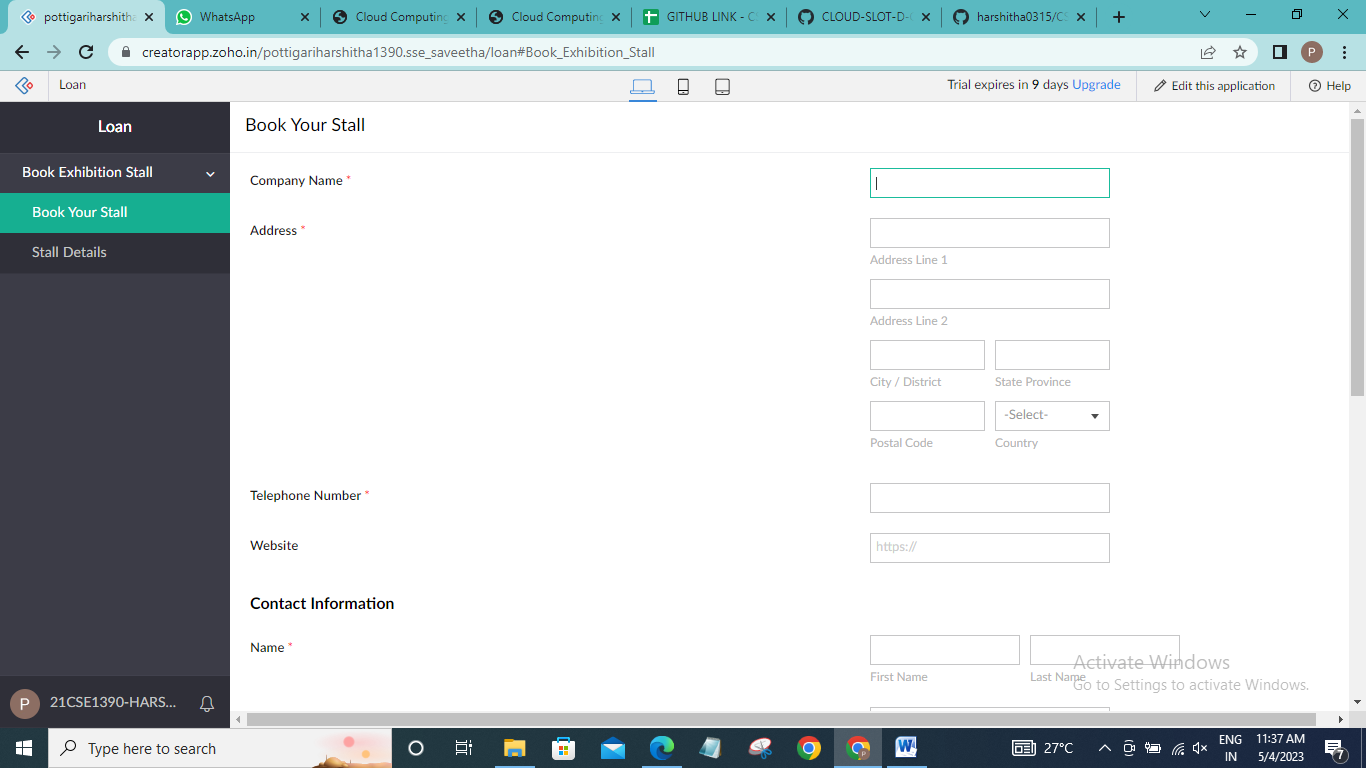 pottigariharshitha
WhatsApp
Cloud Computing
Cloud Computing
GITHUB LINK - C
CLOUD-SLOT-D-
harshitha0315/CS
creatorapp.zoho.in/pottigariharshitha1390.sse_saveetha/loan#Book_Exhibition_Stall
P
Loan
Trial expires in 9 days Upgrade
Edit this application
Help
Loan
Book Exhibition Stall
Book Your Stall
Stall Details
Book Your Stall
Company Name *
Address *
Address Line 1
Address Line 2
City / District
State Province
-Select-
Postal Code
Country
Telephone Number *
Website
https://
Contact Information
Name *
First Name
Last Name
Activate Windows
Go to Settings to activate Windows.
P
21CSE1390-HARS...
Type here to search
27°C
ENG
IN
11:37 AM
5/4/2023
7